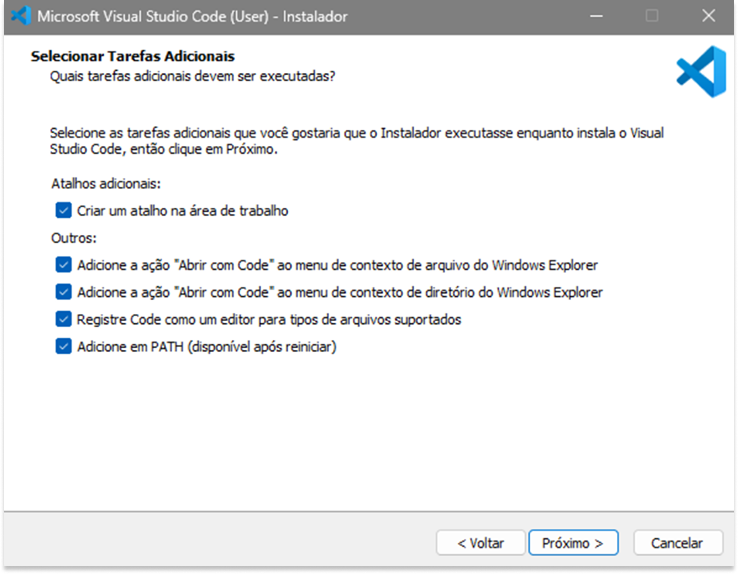 Microsoft Visual Studio Code (User) - Instalador
Selecionar Tarefas Adicionais
Quais tarefas adicionais devem ser executadas?
Selecione as tarefas adicionais que você gostaria que o Instalador executasse enquanto instala o Visual
Studio Code, então clique em Próximo.
Atalhos adicionais:
Criar um atalho na área de trabalho
Outros:
Adicione a ação "Abrir com Code" ao menu de contexto de arquivo do Windows Explorer
Adicione a ação "Abrir com Code" ao menu de contexto de diretório do Windows Explorer
Registre Code como um editor para tipos de arquivos suportados
Adicione em PATH (disponível após reiniciar)
< Voltar
Próximo >
Cancelar